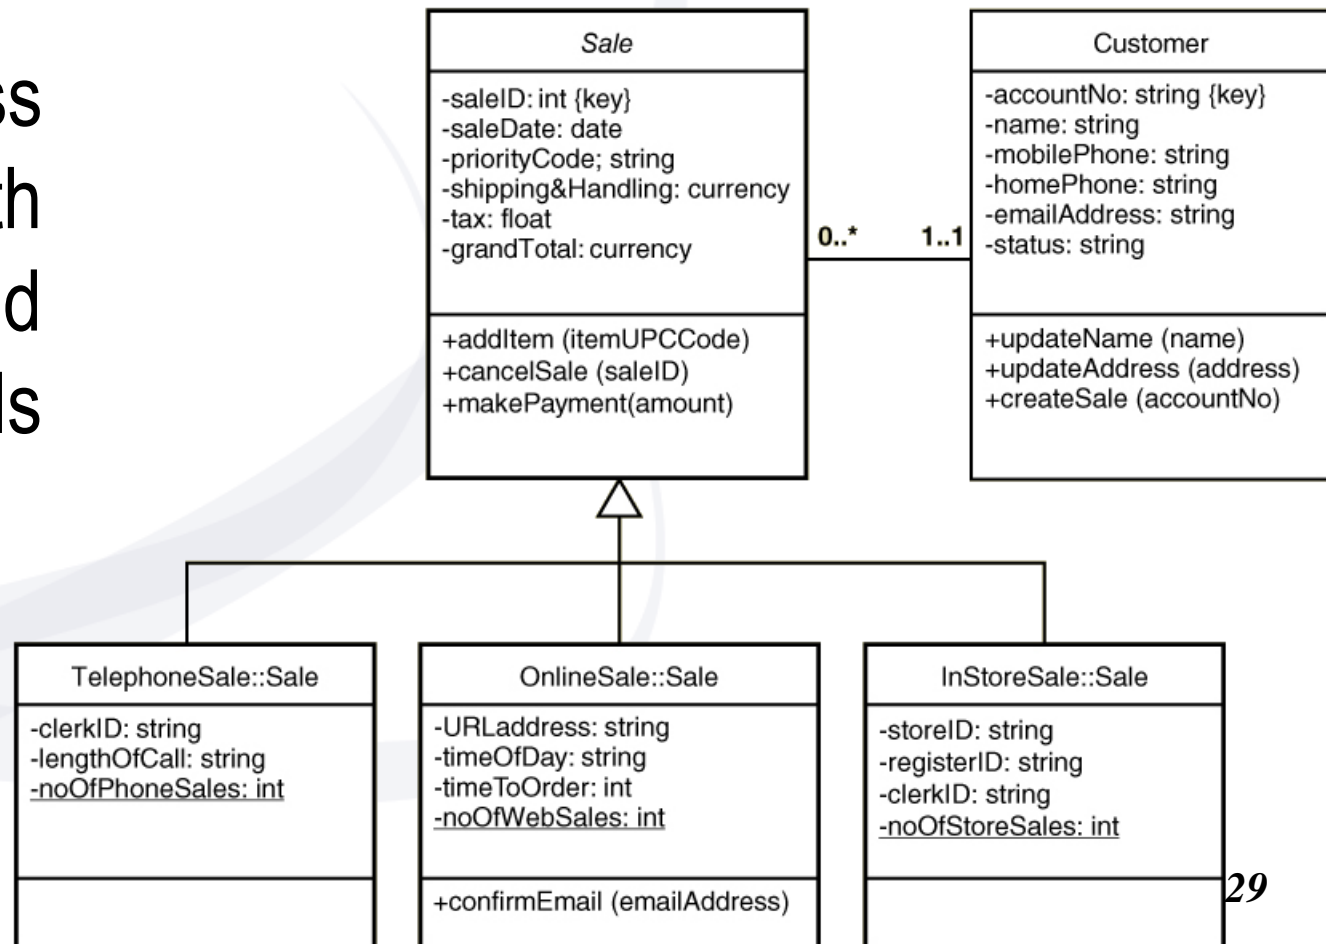 ss
th
d
ls
Sale
-saleID: int {key}
-saleDate: date
-priorityCode; string
-shipping&Handling: currency
-tax: float
-grandTotal: currency
+addItem (itemUPCCode)
+cancelSale (saleID)
+makePayment(amount)
0..* 1..1
Customer
-accountNo: string {key}
-name: string
-mobilePhone: string
-homePhone: string
-emailAddress: string
-status: string
+updateName (name)
+updateAddress (address)
+createSale (accountNo)
TelephoneSale::Sale
-clerkID: string
-lengthOfCall: string
-noOfPhoneSales: int
OnlineSale::Sale
-URLaddress: string
-timeOfDay: string
-timeToOrder: int
-noOfWebSales: int
+confirmEmail (emailAddress)
InStoreSale::Sale
-storeID: string
-registerID: string
-clerkID: string
-noOfStoreSales: int
29